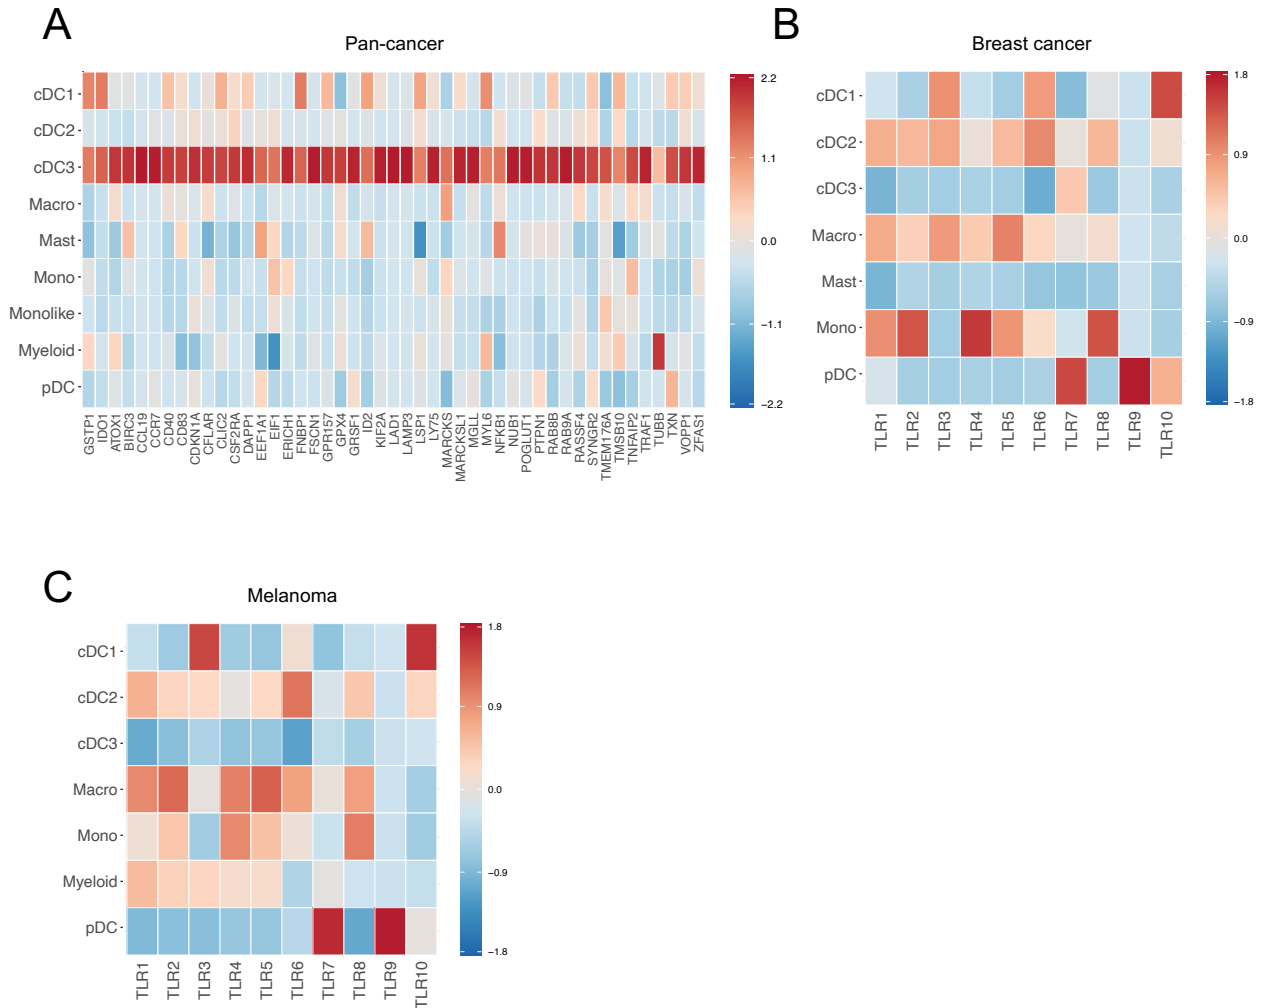 A
Pan-cancer
cDC1
cDC2
cDC3
Macro
Mast
Mono
Monolike
Myeloid
pDC
GSTP1 IDO1 ATOX1 BIRC3 CCL19 CCR7 CD40 CD83 CDKN1A CFLAR CLIC2 CSF2RA DAPP1 EEF1A1 EIF1 ERICH1 FNBP1 FSCN1 GPR157 GPX4 GRSF1 ID2 KIF2A LAD1 LAMP3 LSP1 LY75 MARCKS MARCKSL1 MGLL MYL6 NFKB1 NUB1 POGLUT1 PTPN1 RAB8B RAB9A RASSF4 SYNGR2 TMEM176A TMSB10 TNFAIP2 TRAF1 TUBB TXN VOPP1 ZFAS1
2.2
1.1
0.0
−1.1
−2.2
B
Breast cancer
cDC1
cDC2
cDC3
Macro
Mast
Mono
pDC
TLR1 TLR2 TLR3 TLR4 TLR5 TLR6 TLR7 TLR8 TLR9 TLR10
1.8
0.9
0.0
−0.9
−1.8
C
Melanoma
cDC1
cDC2
cDC3
Macro
Mono
Myeloid
pDC
TLR1 TLR2 TLR3 TLR4 TLR5 TLR6 TLR7 TLR8 TLR9 TLR10
1.8
0.9
0.0
−0.9
−1.8